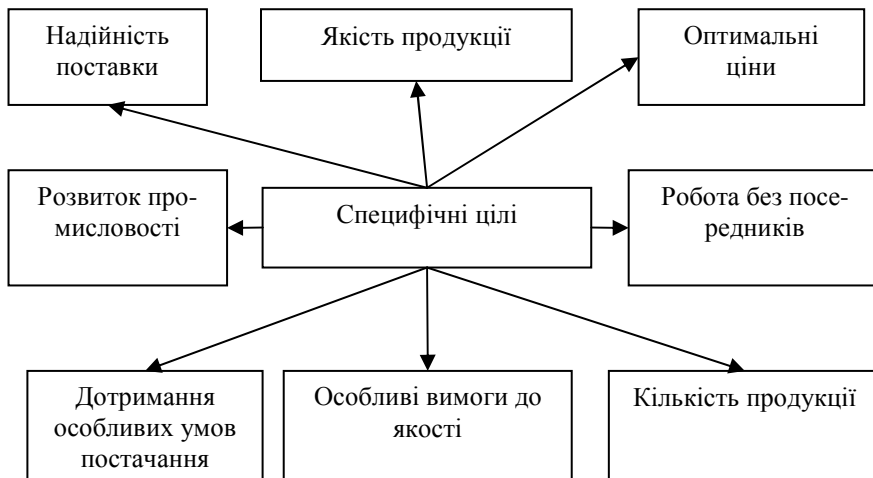 Надійність
поставки
Якість продукції
Оптимальні
ціни
Розвиток про-
мисловості
Специфічні цілі
Робота без посе-
редників
Дотримання
особливих умов
постачання
Особливі вимоги до
якості
Кількість продукції